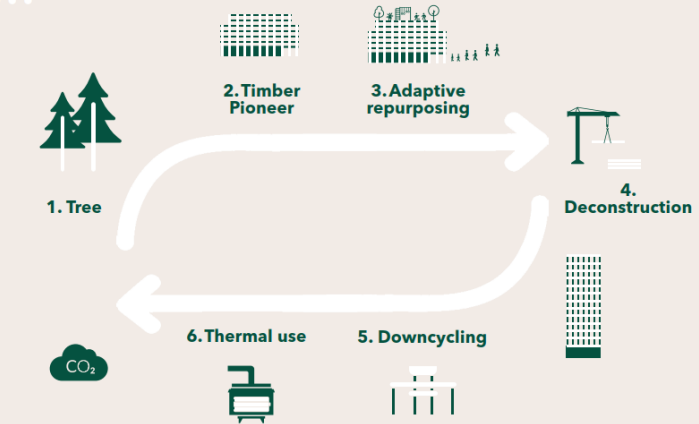 1. Tree
2. Timber
Pioneer
3. Adaptive
repurposing
4.
Deconstruction
5. Downcycling
6. Thermal use
CO₂